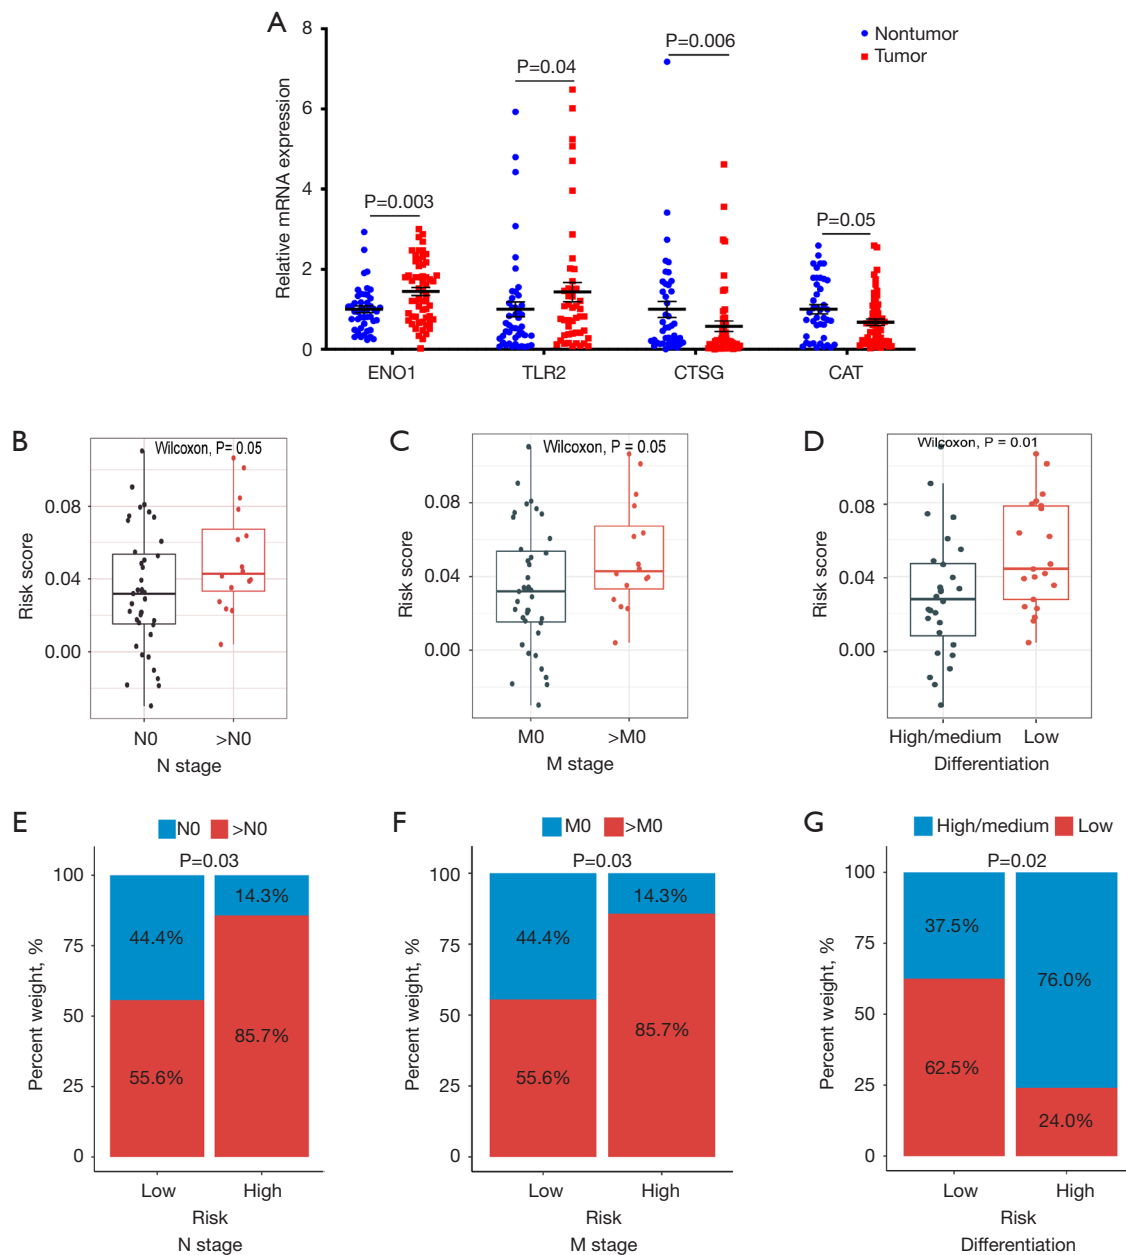 A
Relative mRNA expression
8
6
4
2
0
P=0.003
P=0.04
P=0.006
P=0.05
Nontumor
Tumor
ENO1
TLR2
CTSG
CAT
B
Wilcoxon, P= 0.05
Risk score
0.08
0.04
0.00
N0
>N0
N stage
C
Wilcoxon, P = 0.05
Risk score
0.08
0.04
0.00
M0
>M0
M stage
D
Wilcoxon, P = 0.01
Risk score
0.08
0.04
0.00
High/medium
Low
Differentiation
E
N0
>N0
P=0.03
Percent weight, %
100
75
50
25
0
44.4%
55.6%
14.3%
85.7%
Low
High
Risk
N stage
F
M0
>M0
P=0.03
Percent weight, %
100
75
50
25
0
44.4%
55.6%
14.3%
85.7%
Low
High
Risk
M stage
G
High/medium
Low
P=0.02
Percent weight, %
100
75
50
25
0
37.5%
62.5%
76.0%
24.0%
Low
High
Risk
Differentiation